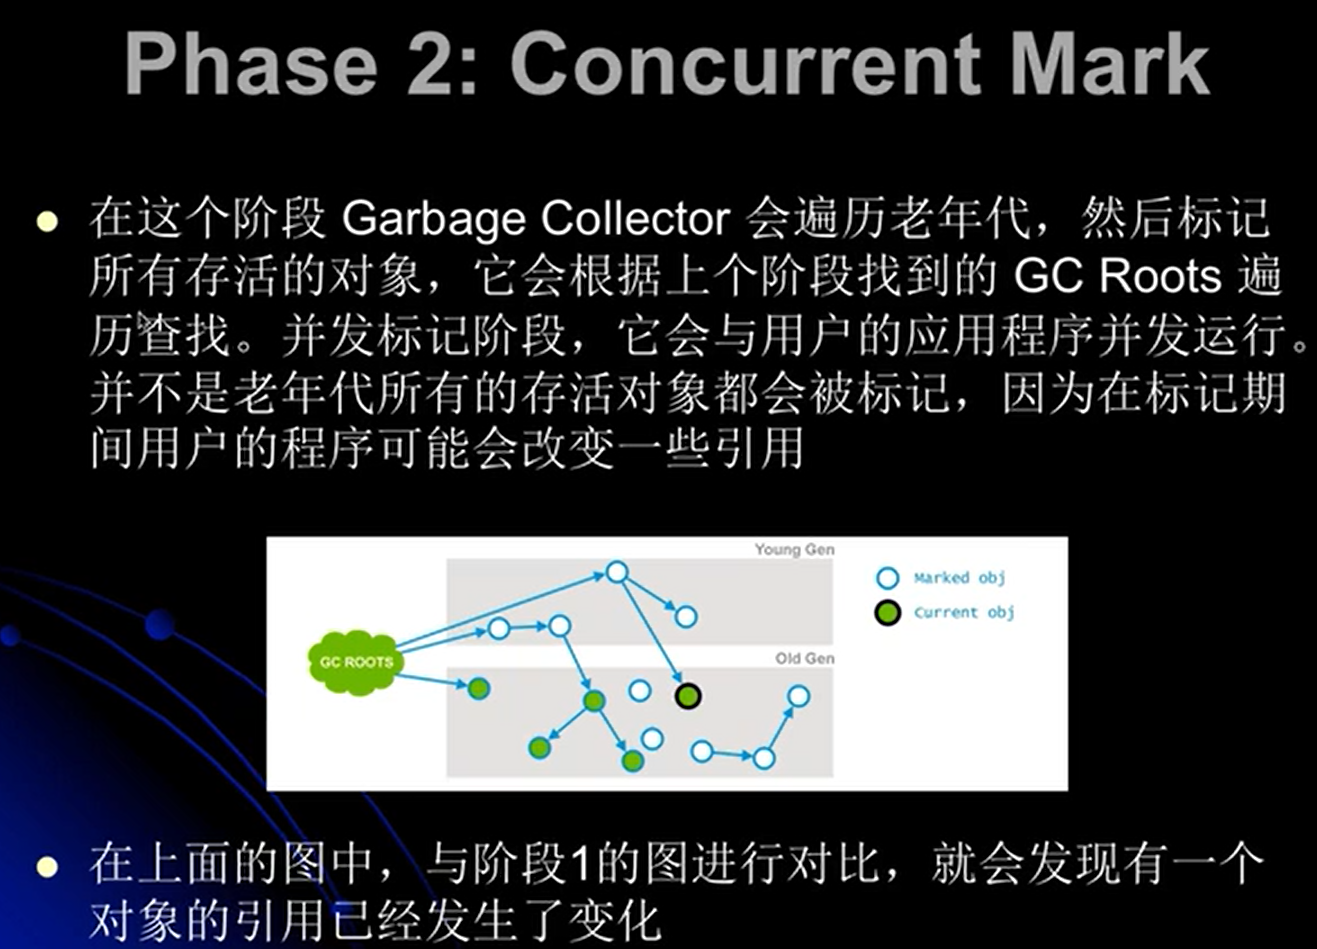 Phase 2: Concurrent Mark
在这个阶段 Garbage Collector 会遍历老年代，然后标记
所有存活的对象，它会根据上个阶段找到的 GC Roots 遍
历查找。并发标记阶段，它会与用户的应用程序并发运行。
并不是老年代所有的存活对象都会被标记，因为在标记期
间用户的程序可能会改变一些引用
Young Gen
Marked obj
Current obj
GC ROOTS
Old Gen
在上面的图中，与阶段1的图进行对比，就会发现有一个
对象的引用已经发生了变化